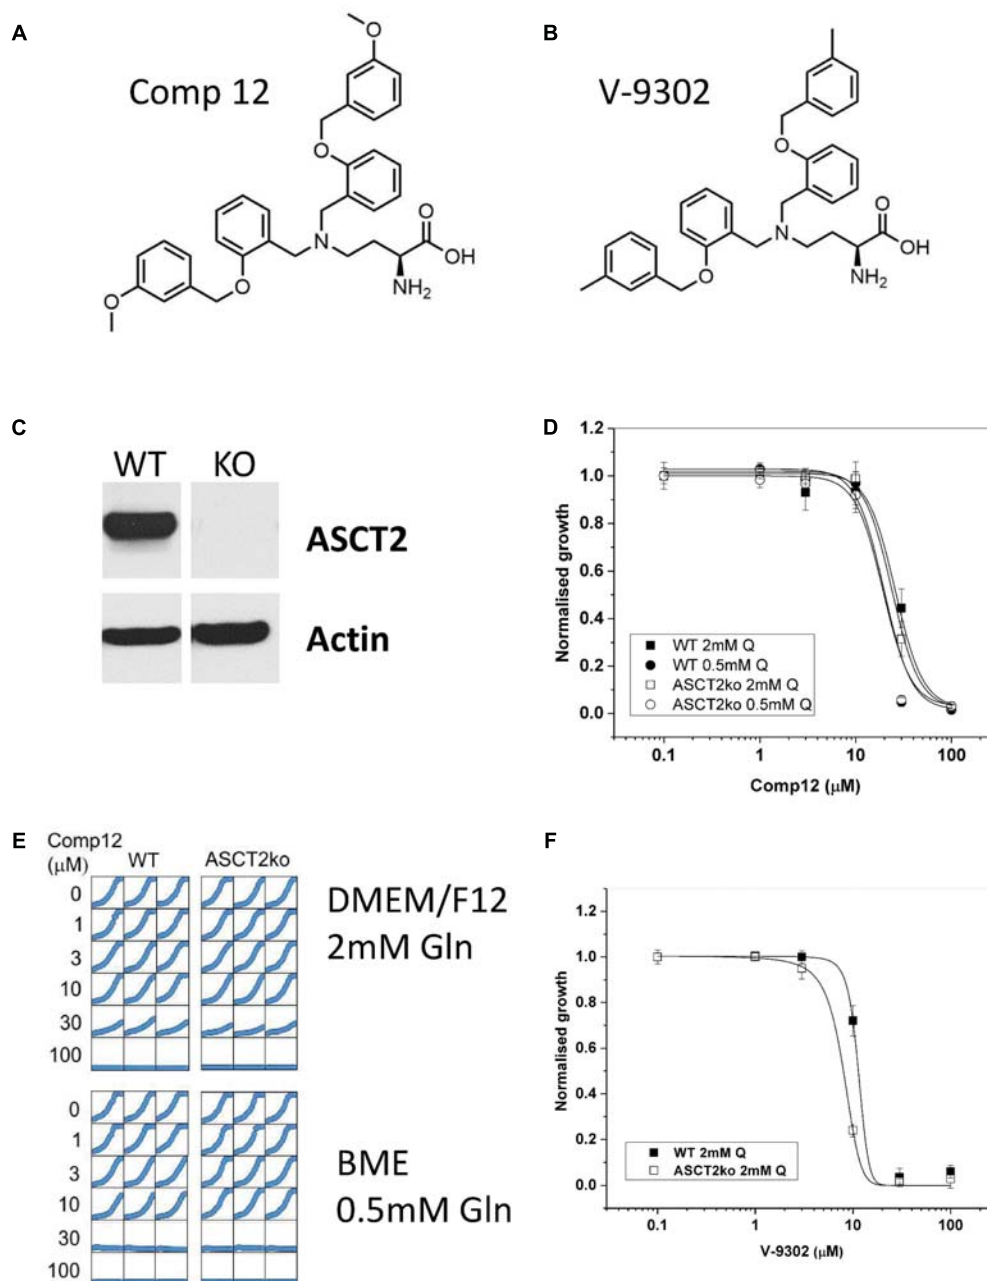 A
Comp 12
O
O
N
O
OH
NH2
O
O
B
V-9302
O
N
O
OH
NH2
O
C
WT KO
ASCT2
Actin
D
1.2
1.0
0.8
0.6
0.4
0.2
0.0
Normalised growth
WT 2mM Q
WT 0.5mM Q
ASCT2ko 2mM Q
ASCT2ko 0.5mM Q
0.1 1 10 100
Comp12 (μM)
E
Comp12
(μM) WT ASCT2ko
0
1
3
10
30
100
DMEM/F12
2mM Gln
0
1
3
10
30
100
BME
0.5mM Gln
F
1.2
1.0
0.8
0.6
0.4
0.2
0.0
Normalised growth
WT 2mM Q
ASCT2ko 2mM Q
0.1 1 10 100
V-9302 (μM)